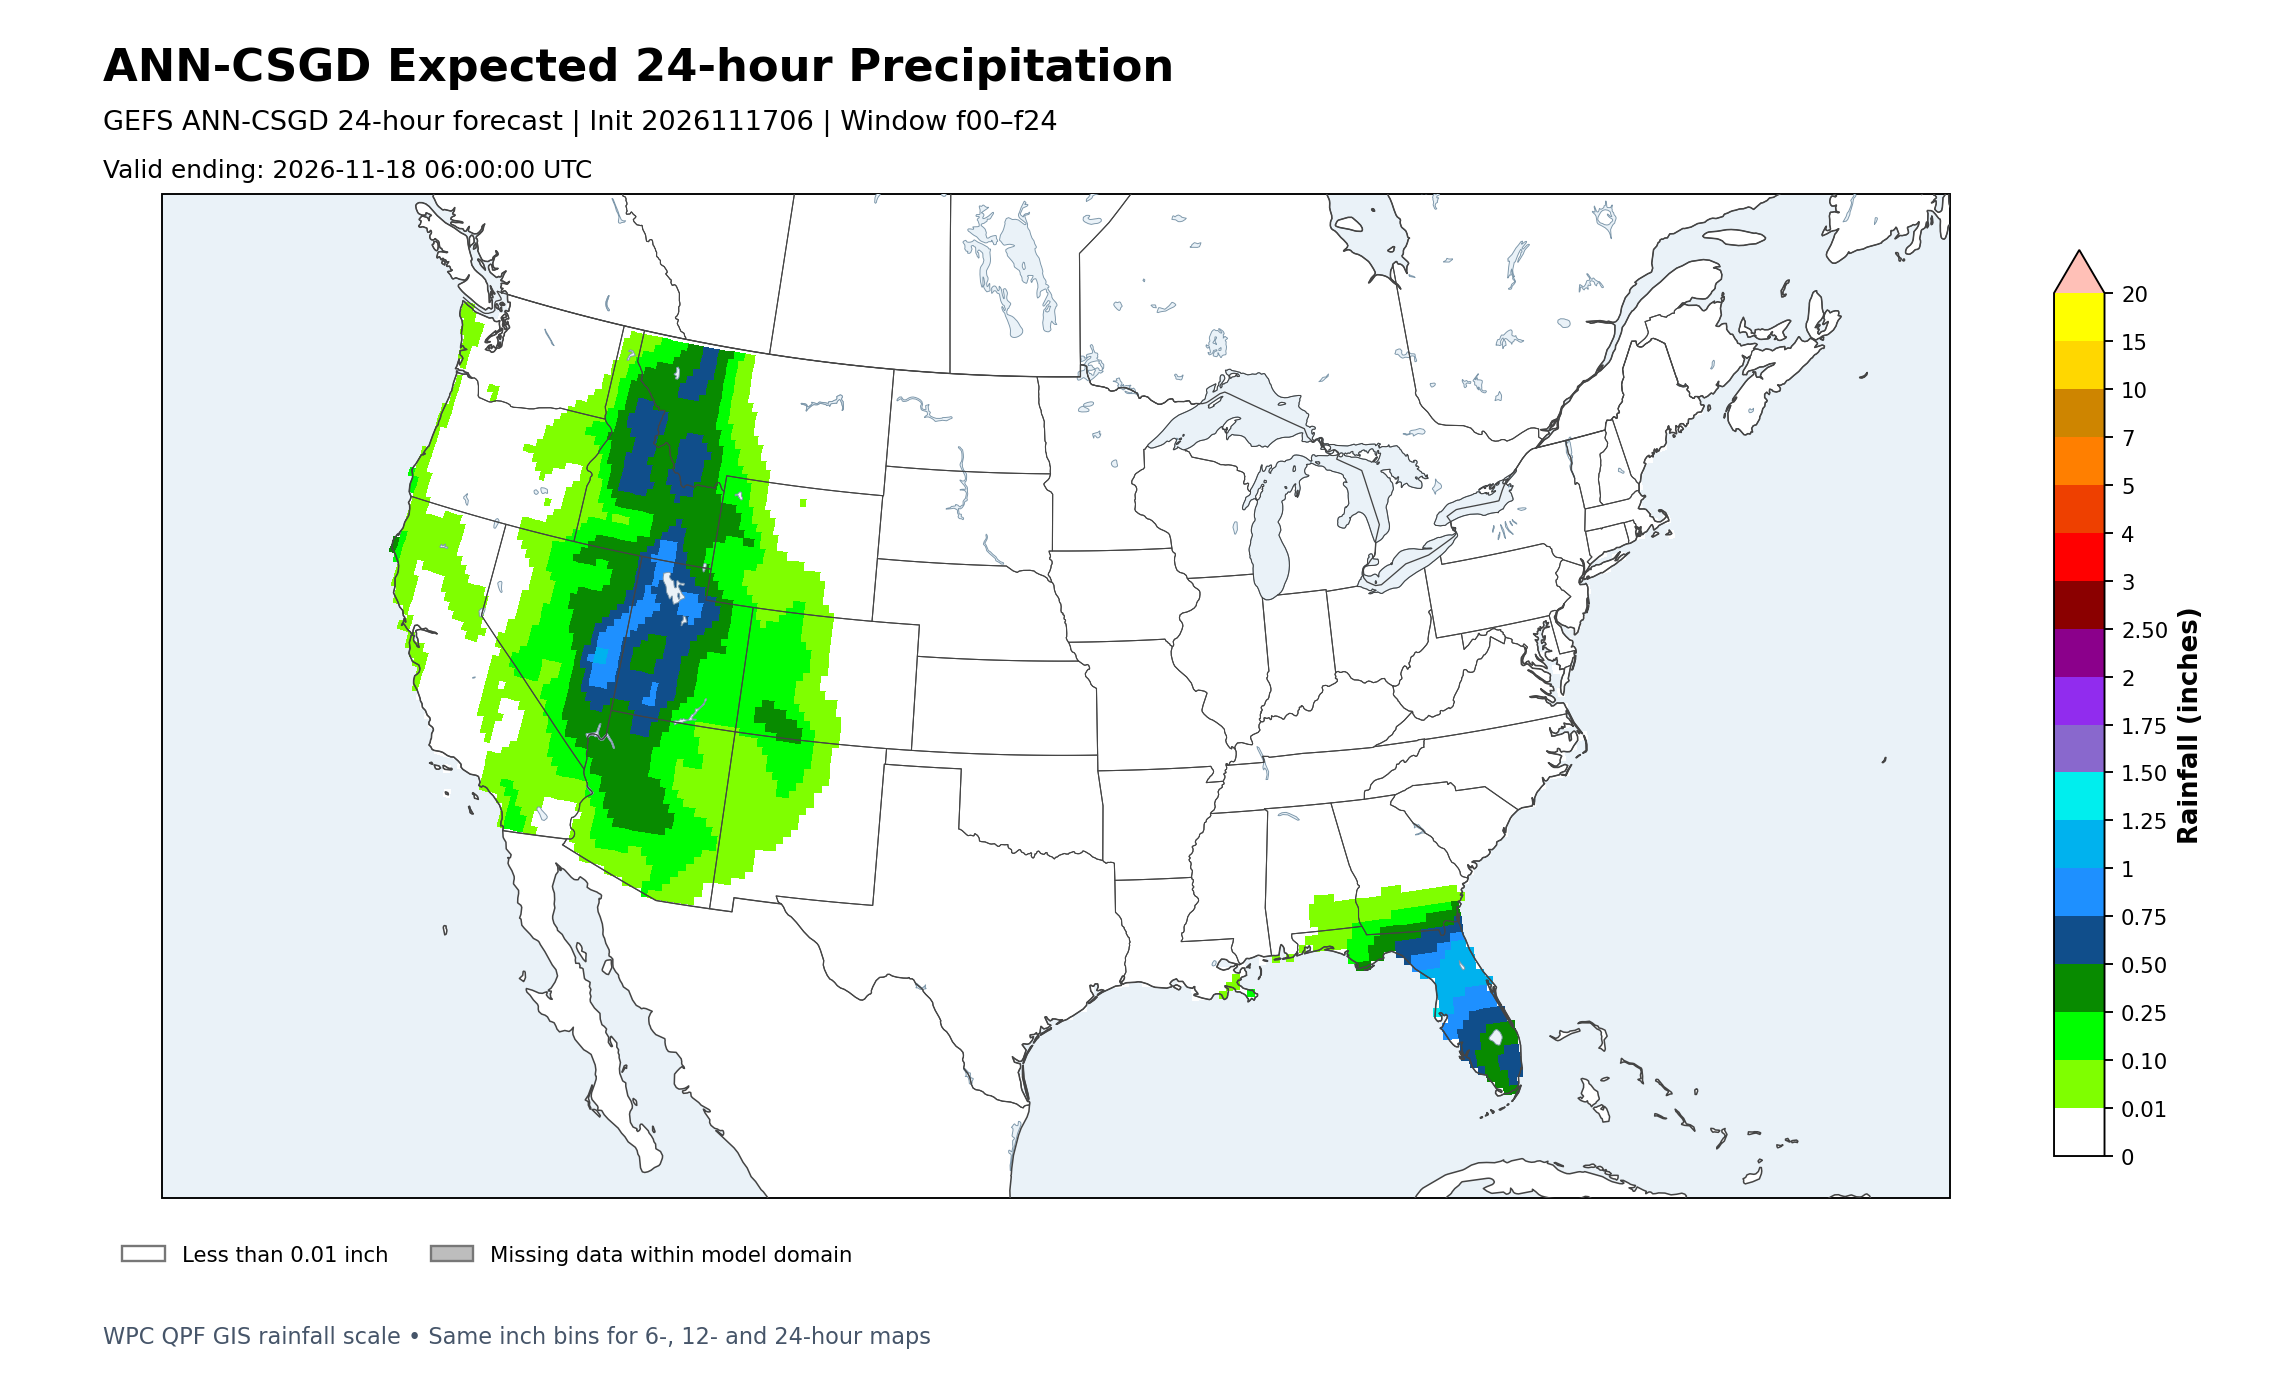 ANN-CSGD Expected 24-hour Precipitation
GEFS ANN-CSGD 24-hour forecast | Init 2026111706 | Window f00–f24
Valid ending: 2026-11-18 06:00:00 UTC
20
15
10
7
5
4
3
2.50
2
1.75
1.50
1.25
1
0.75
0.50
0.25
0.10
0.01
0
Rainfall (inches)
Less than 0.01 inch
Missing data within model domain
WPC QPF GIS rainfall scale • Same inch bins for 6-, 12- and 24-hour maps